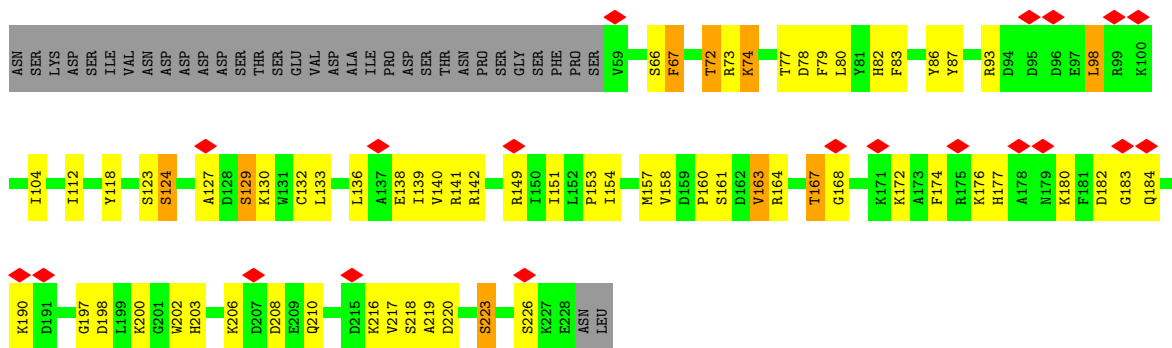 ASN SER LYS ASP SER ILE VAL ASN ASP ASP ASP ASP SER THR SER GLU VAL ASP ALA ILE PRO ASP SER THR ASN PRO SER GLY SER PHE PRO SER V59 S66 F67 T72 R73 K74 T77 D78 F79 L80 Y81 H82 F83 Y86 Y87 R93 D94 D95 D96 E97 L98 R99 K100
I104 I112 Y118 S123 S124 A127 D128 S129 K130 W131 C132 L133 L136 A137 E138 I139 V140 R141 R142 R149 I150 I151 L152 P153 I154 M157 V158 D159 P160 S161 D162 V163 R164 T167 G168 K171 K172 A173 F174 R175 K176 H177 A178 N179 K180 F181 D182 G183 Q184
K190 D191 G197 D198 L199 K200 G201 W202 H203 K206 D207 D208 E209 Q210 D215 K216 V217 S218 A219 D220 S223 S226 K227 E228 ASN LEU